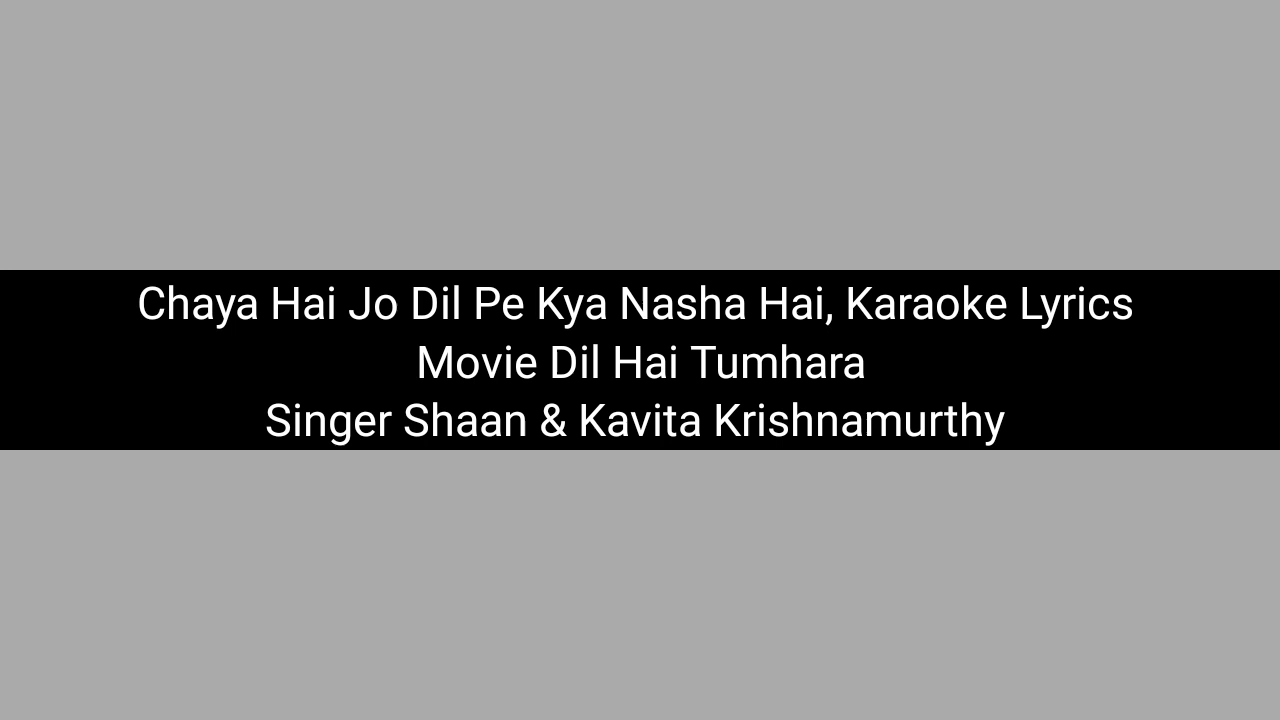 Chaya Hai Jo Dil Pe Kya Nasha Hai, Karaoke Lyrics
Movie Dil Hai Tumhara
Singer Shaan & Kavita Krishnamurthy